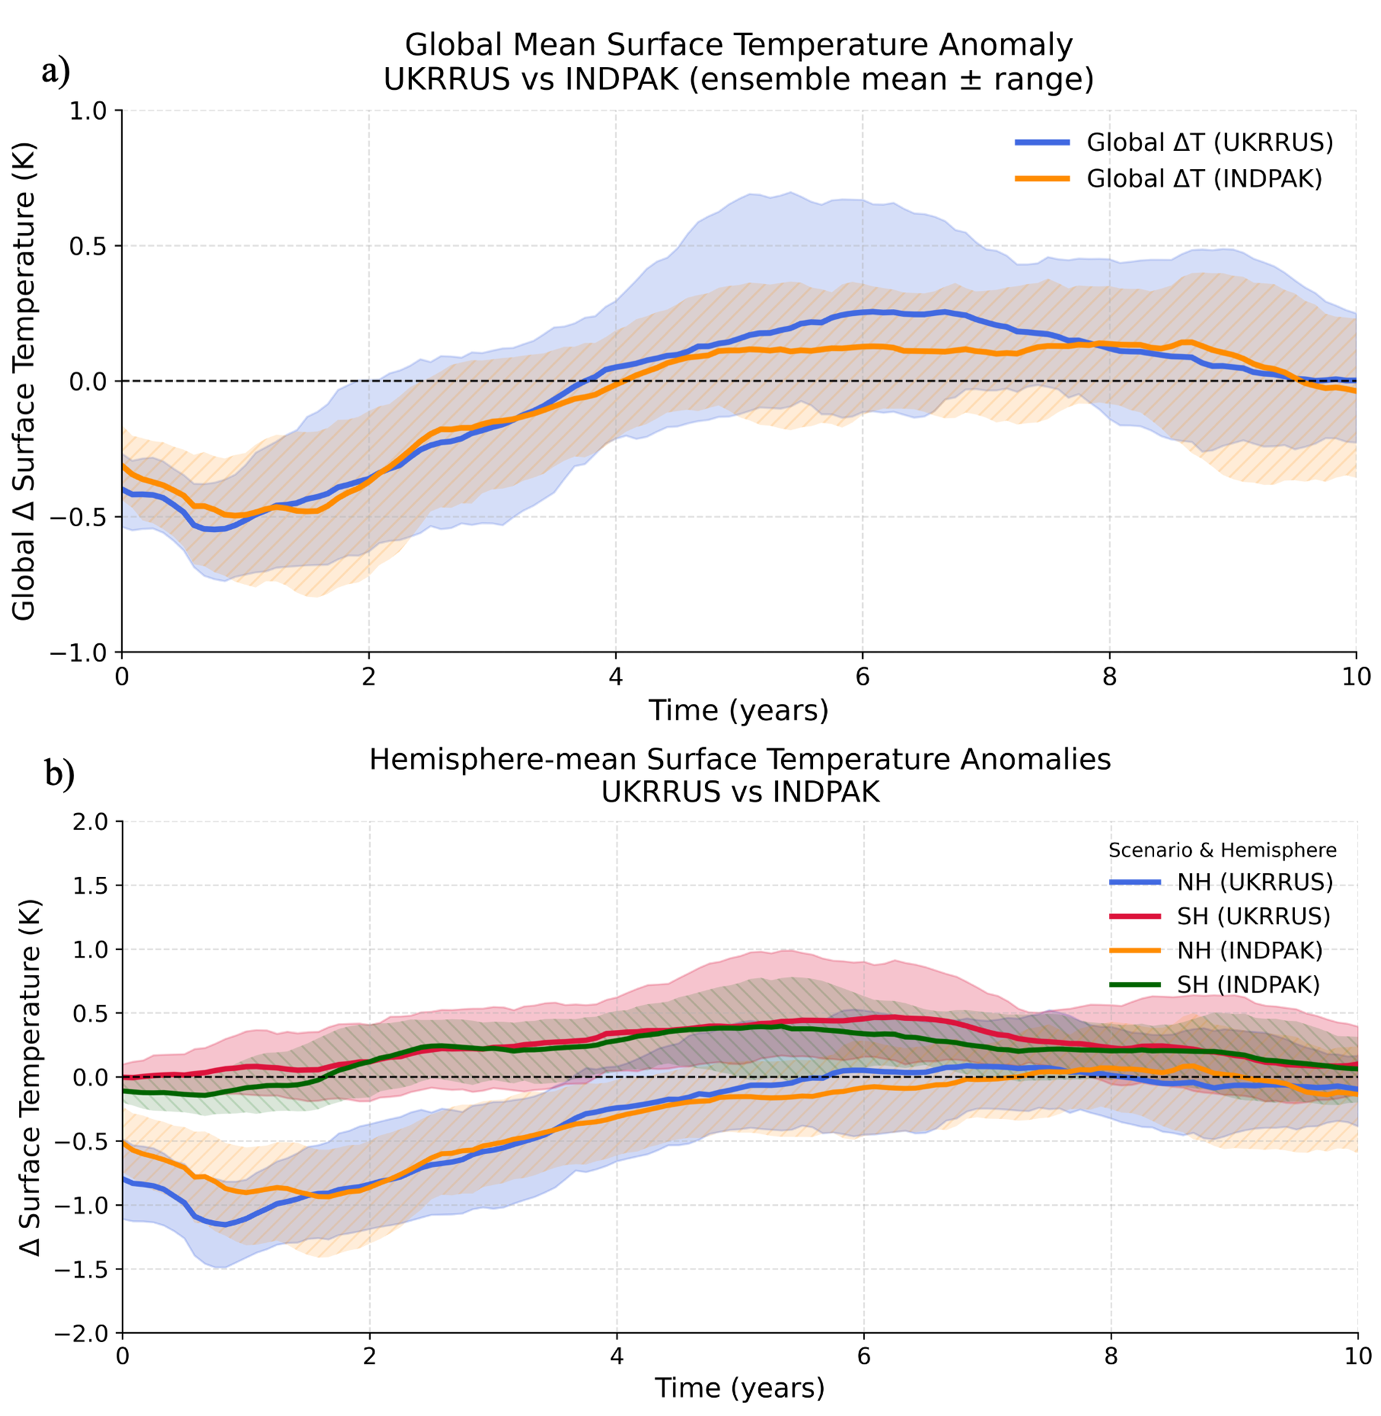 a)
Global Mean Surface Temperature Anomaly
UKRRUS vs INDPAK (ensemble mean ± range)
Global Δ Surface Temperature (K)
1.0
0.5
0.0
−0.5
−1.0
Global ΔT (UKRRUS)
Global ΔT (INDPAK)
0 2 4 6 8 10
Time (years)
b)
Hemisphere-mean Surface Temperature Anomalies
UKRRUS vs INDPAK
Δ Surface Temperature (K)
2.0
1.5
1.0
0.5
0.0
−0.5
−1.0
−1.5
−2.0
Scenario & Hemisphere
NH (UKRRUS)
SH (UKRRUS)
NH (INDPAK)
SH (INDPAK)
0 2 4 6 8 10
Time (years)